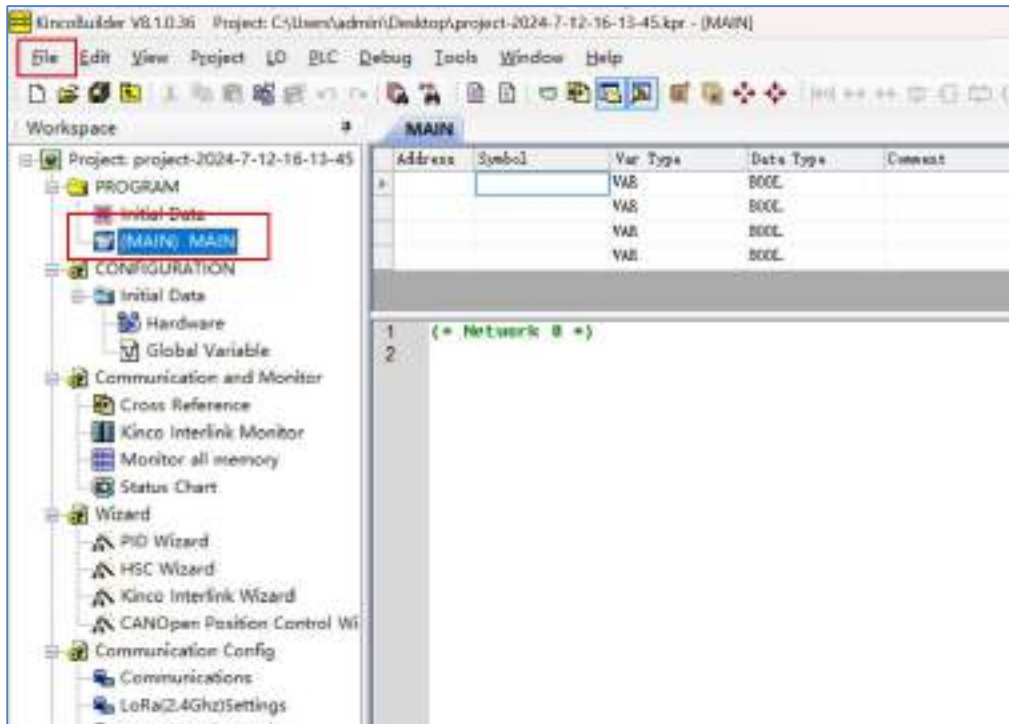 KincoBuilder V8.1.0.36 Project: C:\Users\admin\Desktop\project-2024-7-12-16-13-45.kpr - [MAIN]
File Edit View Project LD PLC Debug Tools Window Help
Workspace
MAIN
Project: project-2024-7-12-16-13-45
Address Symbol Var Type Data Type Comment
PROGRAM
VAR BOOL
Initial Data
VAR BOOL
(MAIN) MAIN
VAR BOOL
CONFIGURATION
VAR BOOL
Initial Data
Hardware
1 (* Network 0 *)
Global Variable
2
Communication and Monitor
Cross Reference
Kinco Interlink Monitor
Monitor all memory
Status Chart
Wizard
PID Wizard
HSC Wizard
Kinco Interlink Wizard
CANOpen Position Control Wi
Communication Config
Communications
LoRa(2.4Ghz)Settings